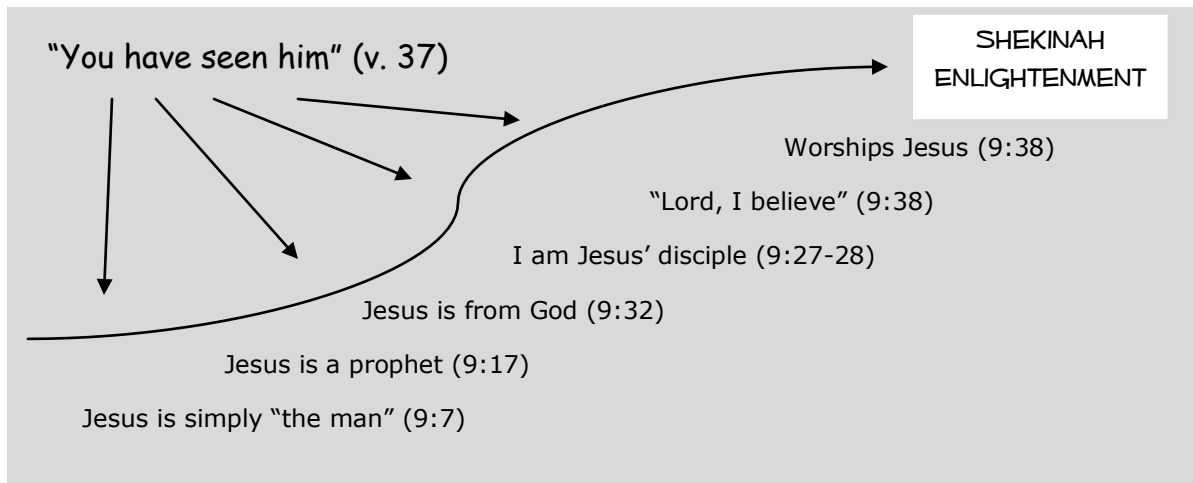 “You have seen him” (v. 37)
SHEKINAH
ENLIGHTENMENT
Worships Jesus (9:38)
“Lord, I believe” (9:38)
I am Jesus’ disciple (9:27-28)
Jesus is from God (9:32)
Jesus is a prophet (9:17)
Jesus is simply “the man” (9:7)